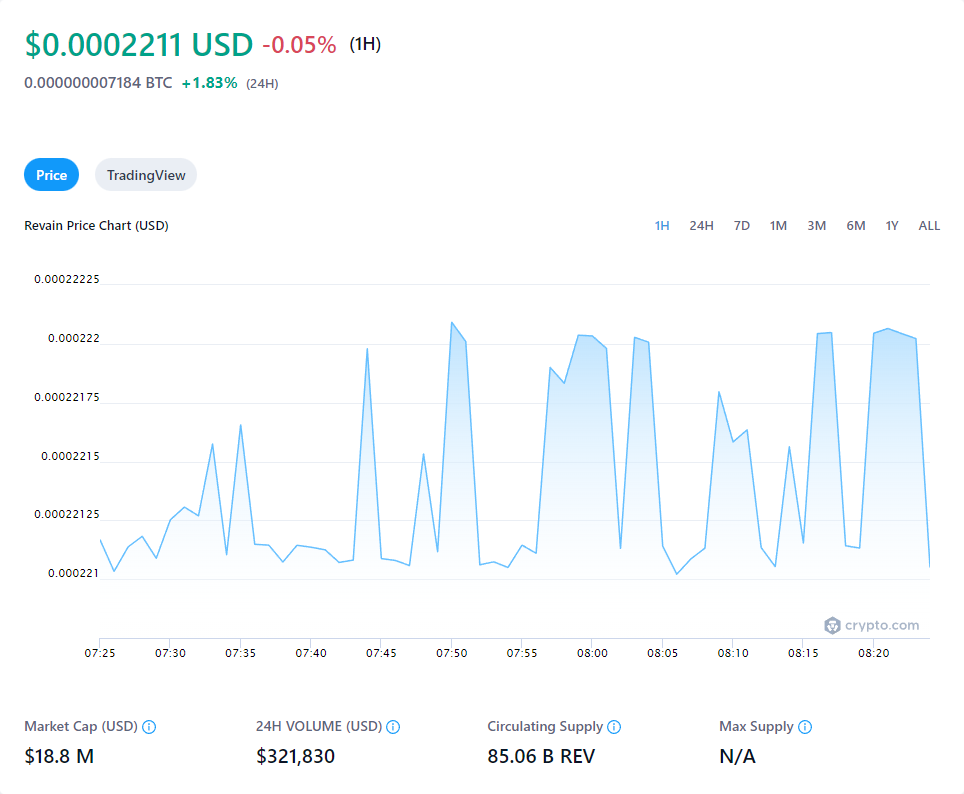 $0.0002211 USD -0.05% (1H)
0.000000007184 BTC +1.83% (24H)
Price TradingView
Revain Price Chart (USD) 1H 24H 7D 1M 3M 6M 1Y ALL
0.00022225
0.000222
0.00022175
0.0002215
0.00022125
0.000221
crypto.com
07:25 07:30 07:35 07:40 07:45 07:50 07:55 08:00 08:05 08:10 08:15 08:20
Market Cap (USD) 24H VOLUME (USD) Circulating Supply Max Supply
$18.8 M $321,830 85.06 B REV N/A